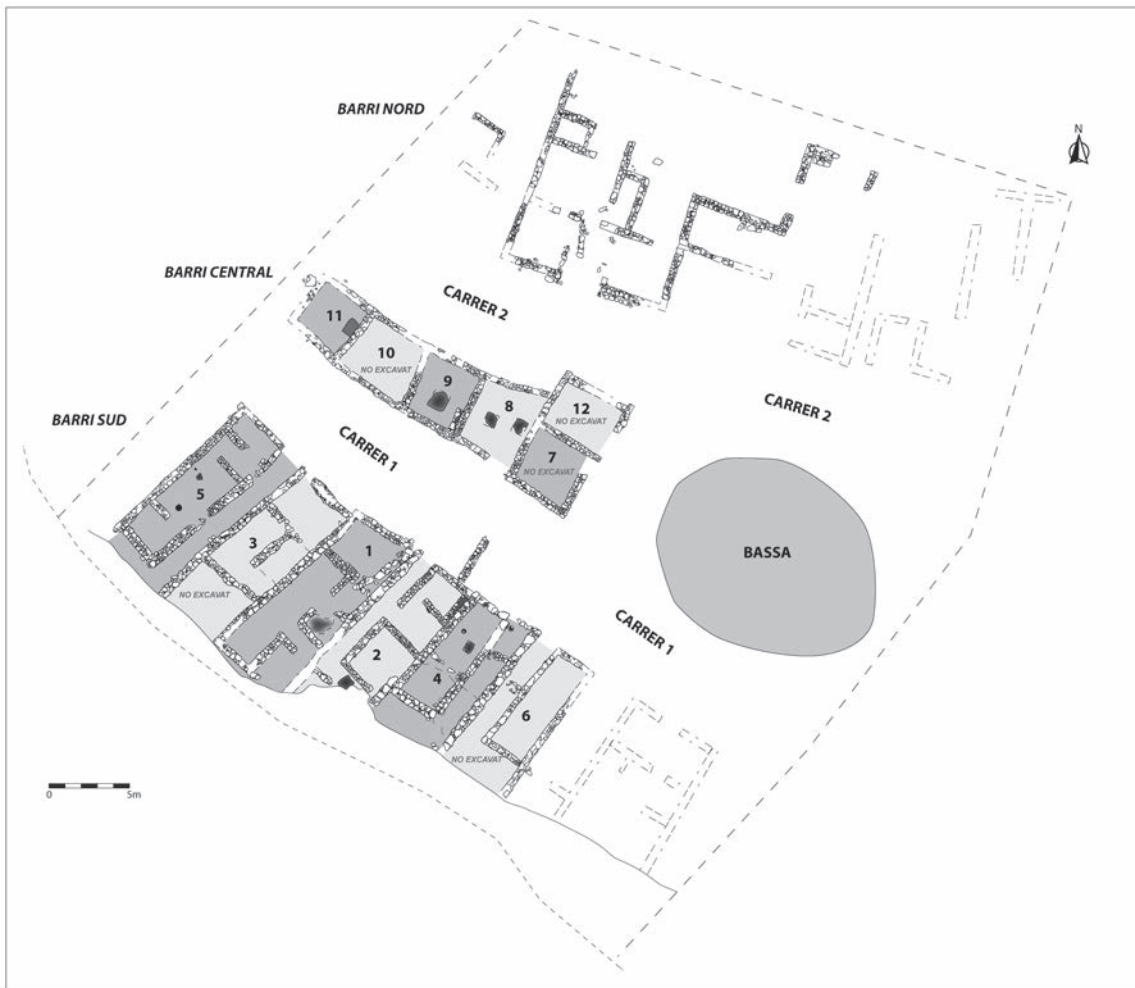 BARRI NORD
N
BARRI CENTRAL
CARRER 2
11
10
NO EXCAVAT
9
8
12
NO EXCAVAT
7
NO EXCAVAT
CARRER 2
BARRI SUD
CARRER 1
5
3
NO EXCAVAT
1
BASSA
CARRER 1
2
4
6
NO EXCAVAT
0 5m